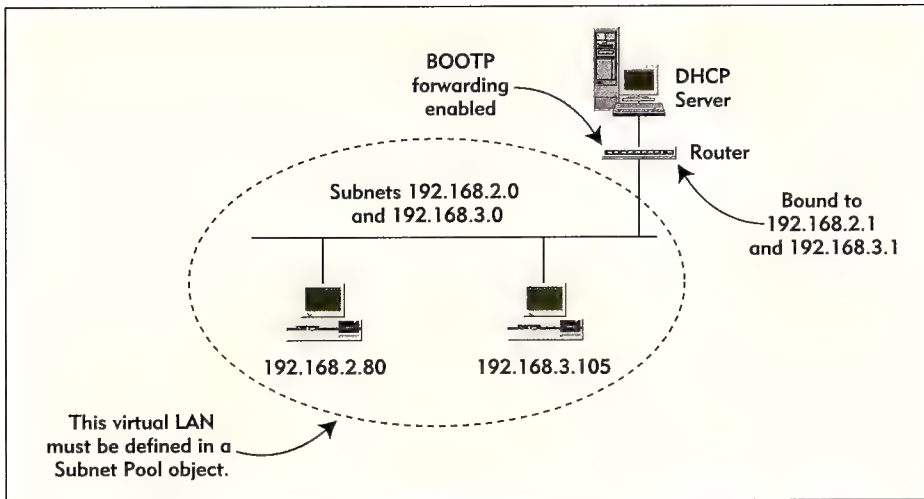 BOOTP
forwarding
enabled
DHCP
Server
Router
Bound to
192.168.2.1
and 192.168.3.1
Subnets 192.168.2.0
and 192.168.3.0
192.168.2.80
192.168.3.105
This virtual LAN
must be defined in a
Subnet Pool object.